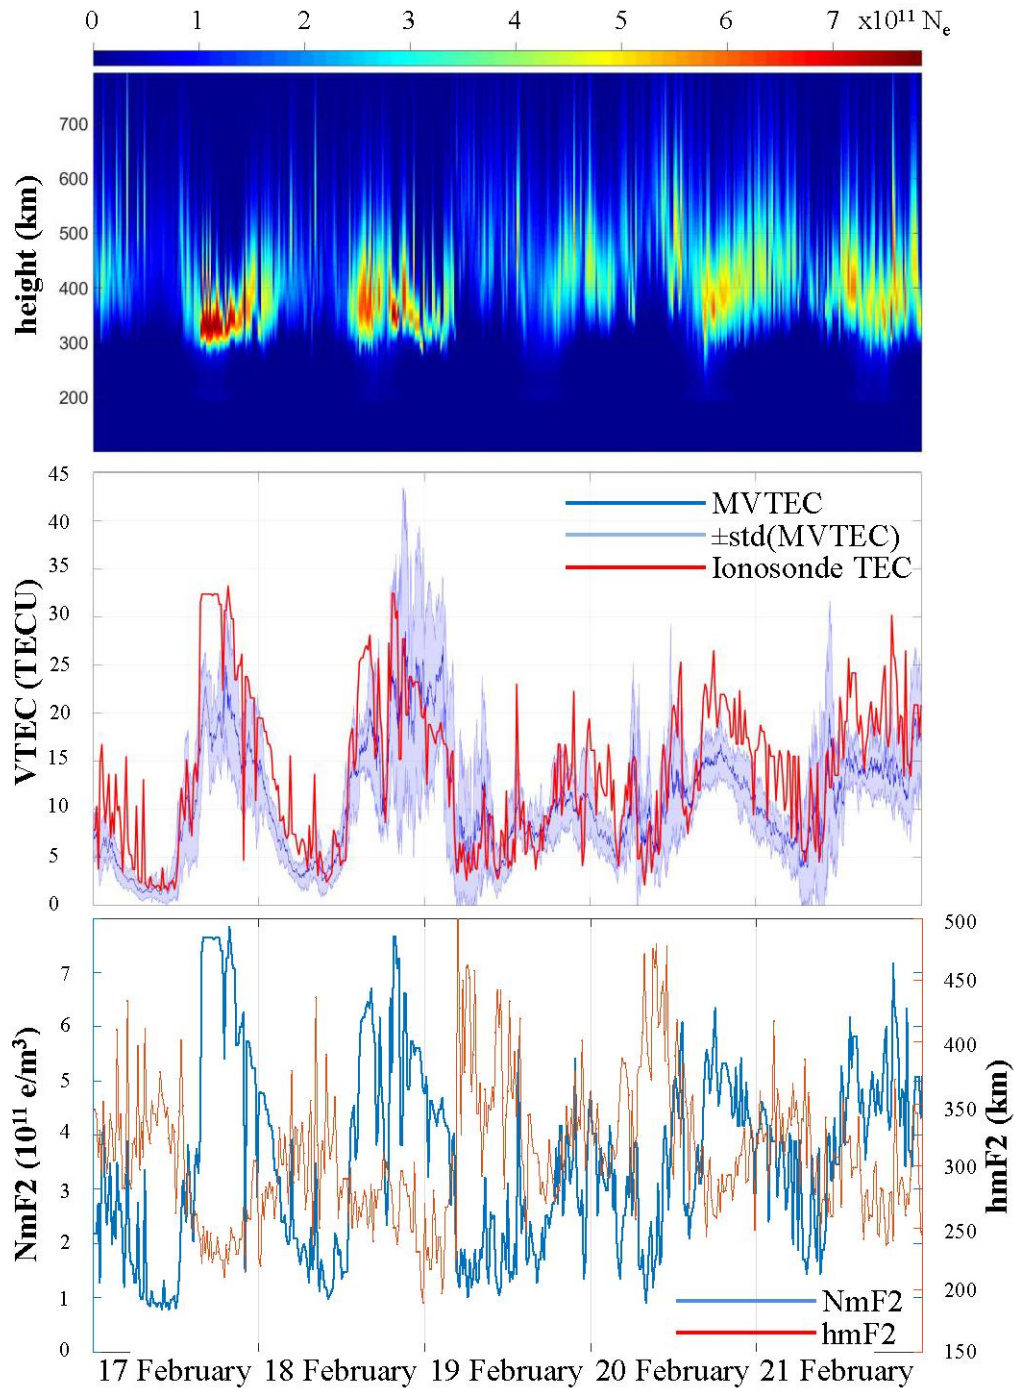 0 1 2 3 4 5 6 7 x10¹¹ Nₑ
height (km)
700
600
500
400
300
200
VTEC (TECU)
45
40
35
30
25
20
15
10
5
0
MVTEC
±std(MVTEC)
Ionosonde TEC
NmF2 (10¹¹ e/m³)
7
6
5
4
3
2
1
0
500
450
400
350
300
250
200
150
hmF2 (km)
NmF2
hmF2
17 February 18 February 19 February 20 February 21 February